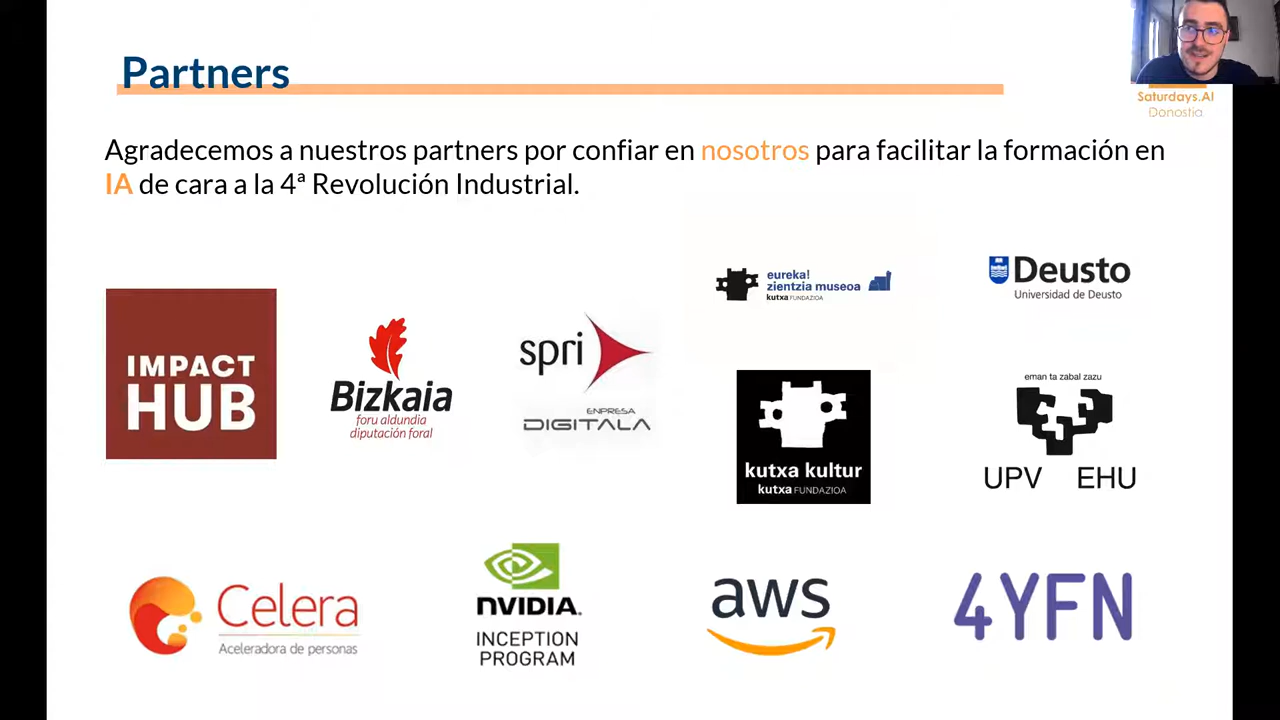 Partners
Saturdays.AI
Donostia
Agradecemos a nuestros partners por confiar en nosotros para facilitar la formación en
IA de cara a la 4ª Revolución Industrial.
IMPACT
HUB
Bizkaia
foru aldundia
diputación foral
spri
ENPRESA
DIGITALA
eureka!
zientzia museoa
kutxa FUNDAZIOA
kutxa kultur
kutxa FUNDAZIOA
Deusto
Universidad de Deusto
eman ta zabal zazu
UPV EHU
Celera
Aceleradora de personas
NVIDIA.
INCEPTION
PROGRAM
aws
4YFN